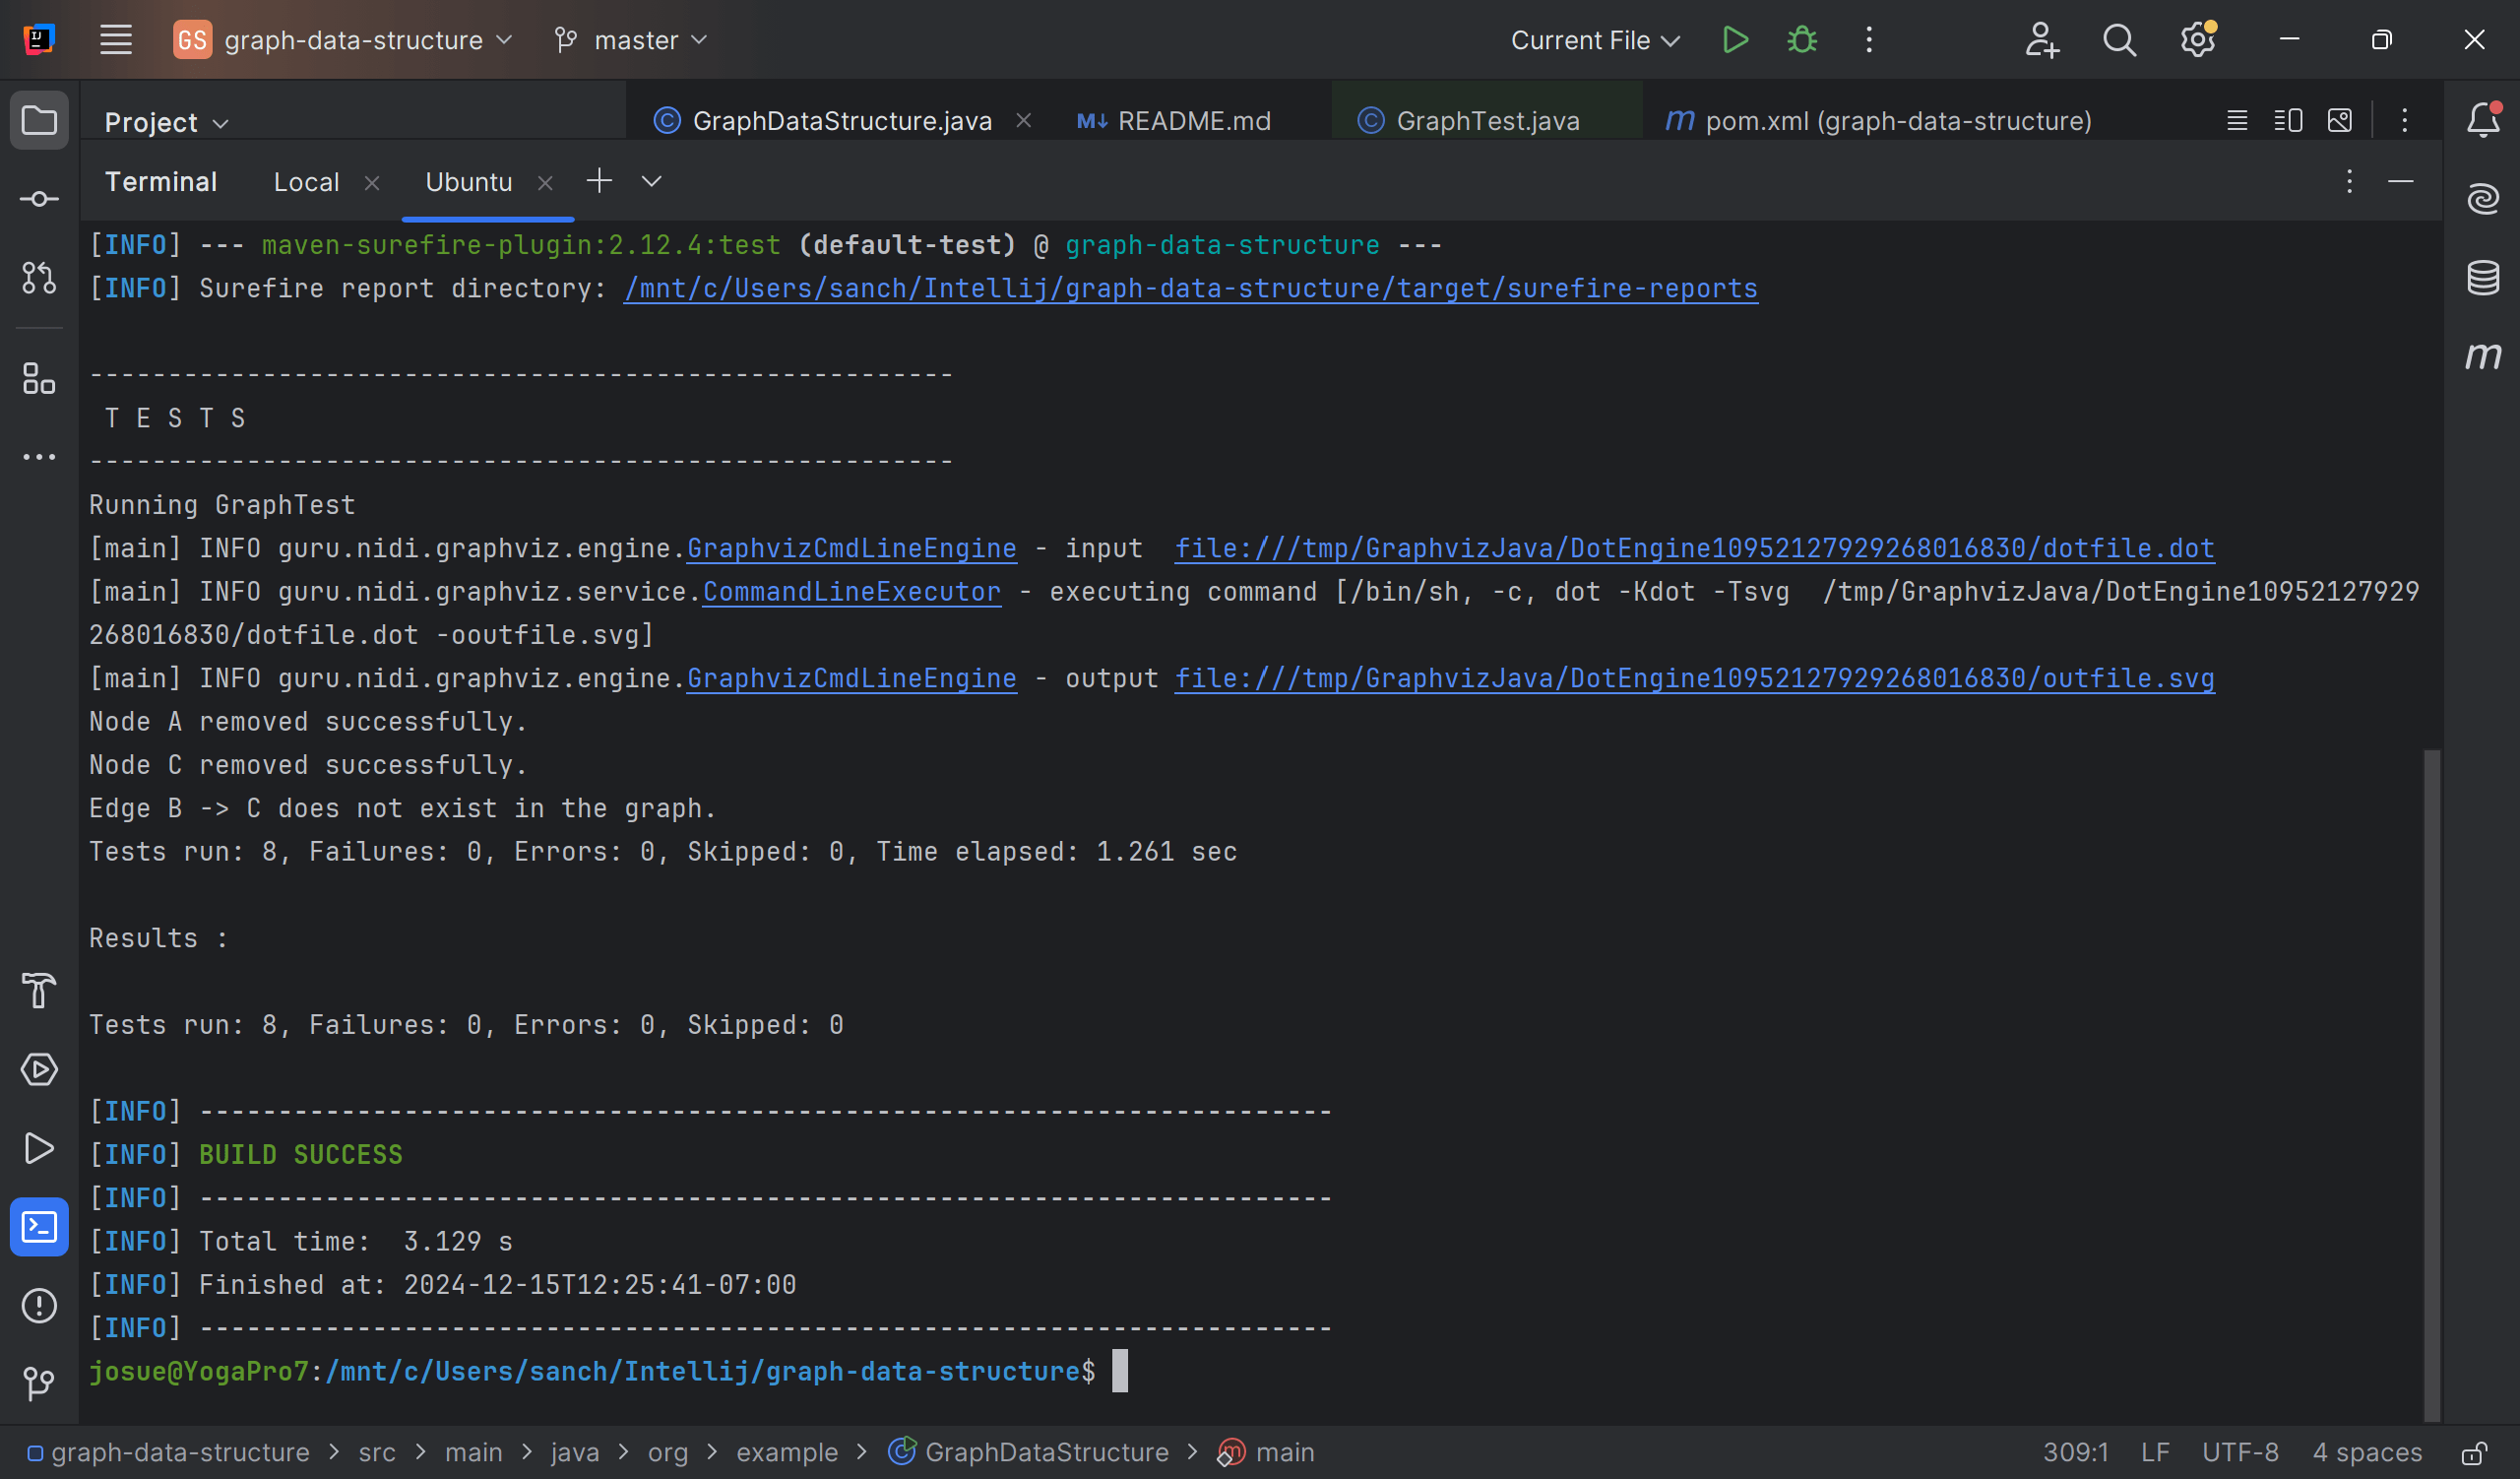 GS graph-data-structure master Current File
Project GraphDataStructure.java README.md GraphTest.java pom.xml (graph-data-structure)
Terminal Local Ubuntu
[INFO] --- maven-surefire-plugin:2.12.4:test (default-test) @ graph-data-structure ---
[INFO] Surefire report directory: /mnt/c/Users/sanch/Intellij/graph-data-structure/target/surefire-reports
-------------------------------------------------------
T E S T S
-------------------------------------------------------
Running GraphTest
[main] INFO guru.nidi.graphviz.engine.GraphvizCmdLineEngine - input  file:///tmp/GraphvizJava/DotEngine10952127929268016830/dotfile.dot
[main] INFO guru.nidi.graphviz.service.CommandLineExecutor - executing command [/bin/sh, -c, dot -Kdot -Tsvg  /tmp/GraphvizJava/DotEngine10952127929
268016830/dotfile.dot -ooutfile.svg]
[main] INFO guru.nidi.graphviz.engine.GraphvizCmdLineEngine - output file:///tmp/GraphvizJava/DotEngine10952127929268016830/outfile.svg
Node A removed successfully.
Node C removed successfully.
Edge B -> C does not exist in the graph.
Tests run: 8, Failures: 0, Errors: 0, Skipped: 0, Time elapsed: 1.261 sec
Results :
Tests run: 8, Failures: 0, Errors: 0, Skipped: 0
[INFO] ------------------------------------------------------------------------
[INFO] BUILD SUCCESS
[INFO] ------------------------------------------------------------------------
[INFO] Total time:  3.129 s
[INFO] Finished at: 2024-12-15T12:25:41-07:00
[INFO] ------------------------------------------------------------------------
josue@YogaPro7:/mnt/c/Users/sanch/Intellij/graph-data-structure$
graph-data-structure > src > main > java > org > example > GraphDataStructure > main 309:1 LF UTF-8 4 spaces